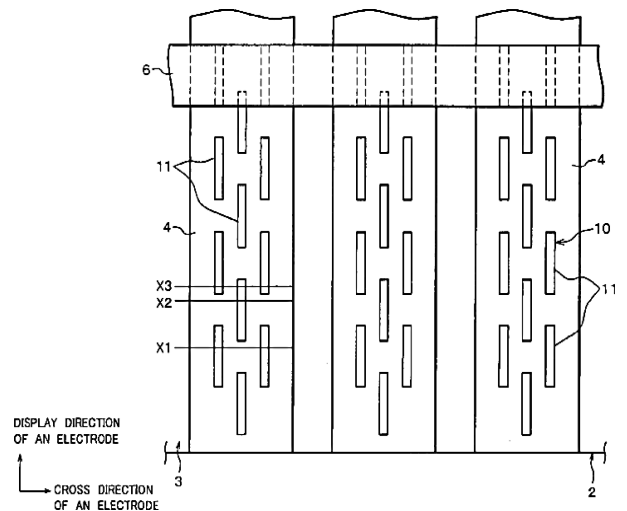 6
11
4
4
10
11
X3
X2
X1
DISPLAY DIRECTION
OF AN ELECTRODE
3
2
CROSS DIRECTION
OF AN ELECTRODE